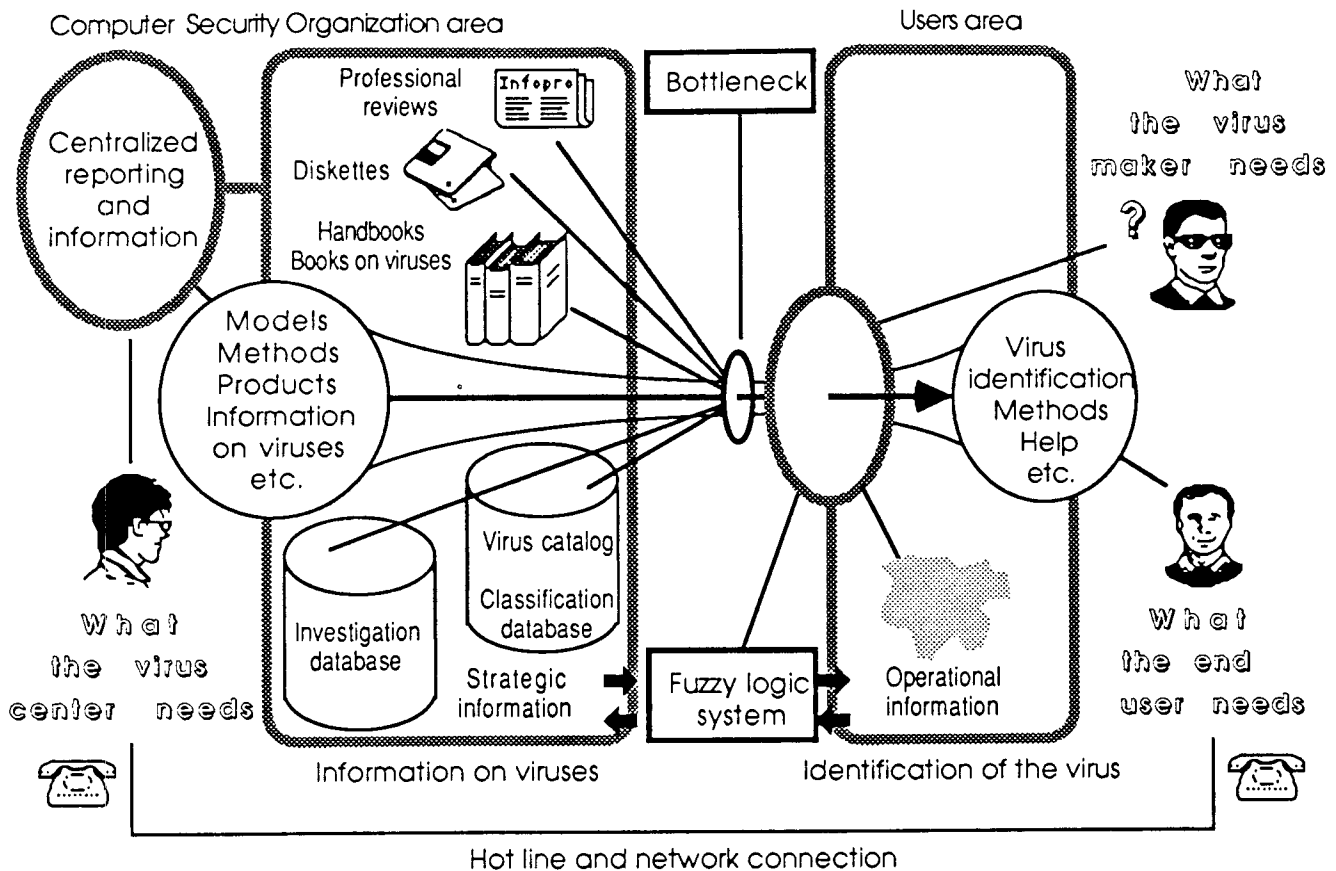 Computer Security Organization area
Users area
Professional
reviews
Infopro
Bottleneck
What
the virus
maker needs
?
Centralized
reporting
and
information
Diskettes
Handbooks
Books on viruses
Models
Methods
Products
Information
on viruses
etc.
Virus
identification
Methods
Help
etc.
Virus catalog
Classification
database
Investigation
database
Strategic
information
Fuzzy logic
system
Operational
information
What
the virus
center needs
What
the end
user needs
Information on viruses
Identification of the virus
Hot line and network connection